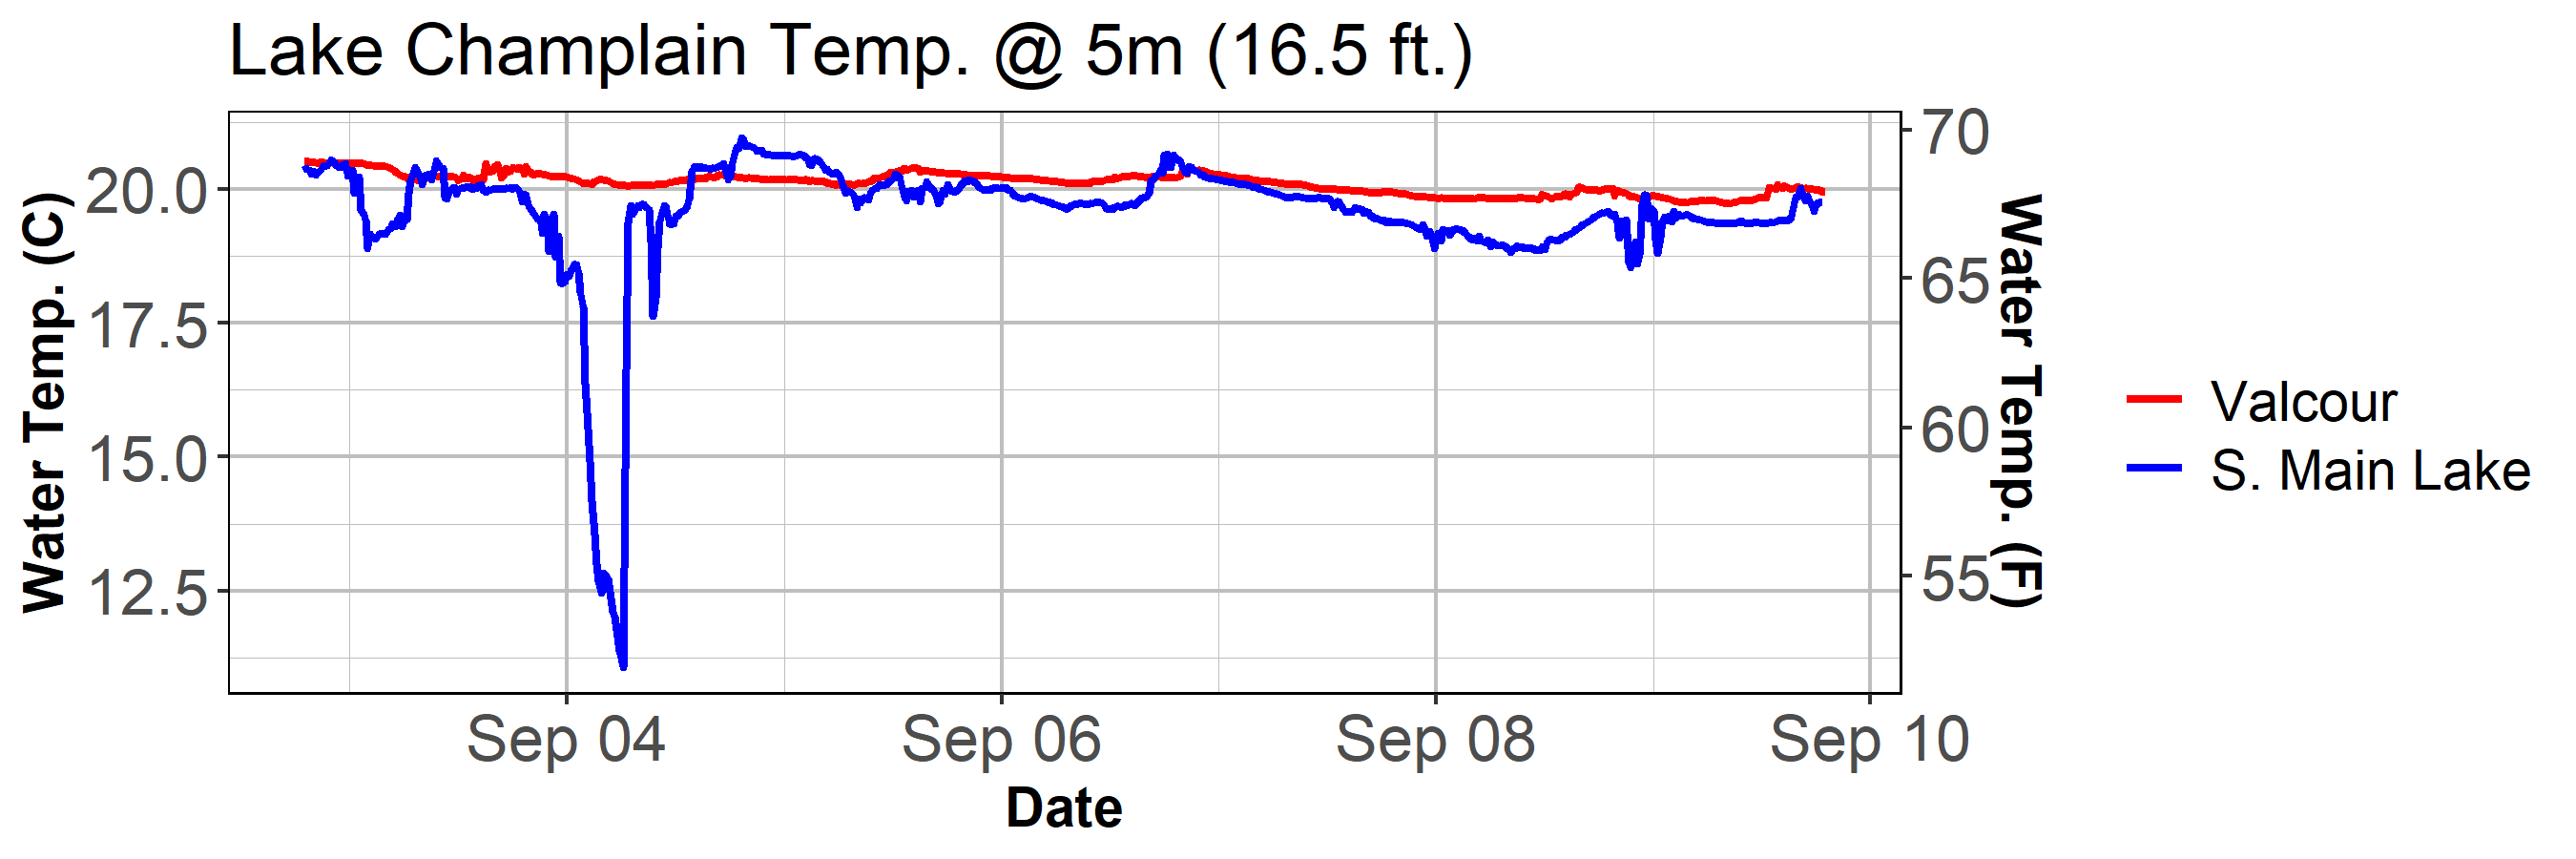 Lake Champlain Temp. @ 5m (16.5 ft.)
Water Temp. (C)
20.0
17.5
15.0
12.5
70
65
60
55
Water Temp. (F)
Sep 04
Sep 06
Sep 08
Sep 10
Date
Valcour
S. Main Lake